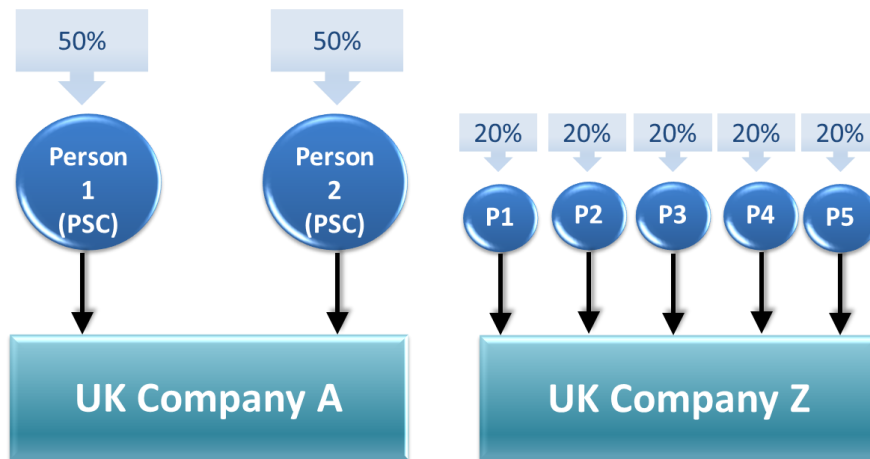 50%
50%
Person
1
(PSC)
Person
2
(PSC)
UK Company A
20%
20%
20%
20%
20%
P1
P2
P3
P4
P5
UK Company Z